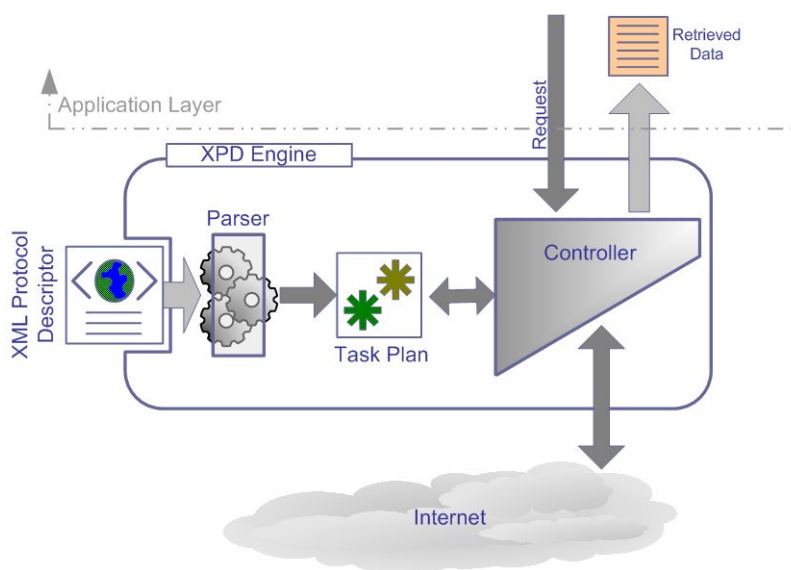 Retrieved
Data
Application Layer
Request
XPD Engine
Parser
Controller
XML Protocol
Descriptor
Task Plan
Internet